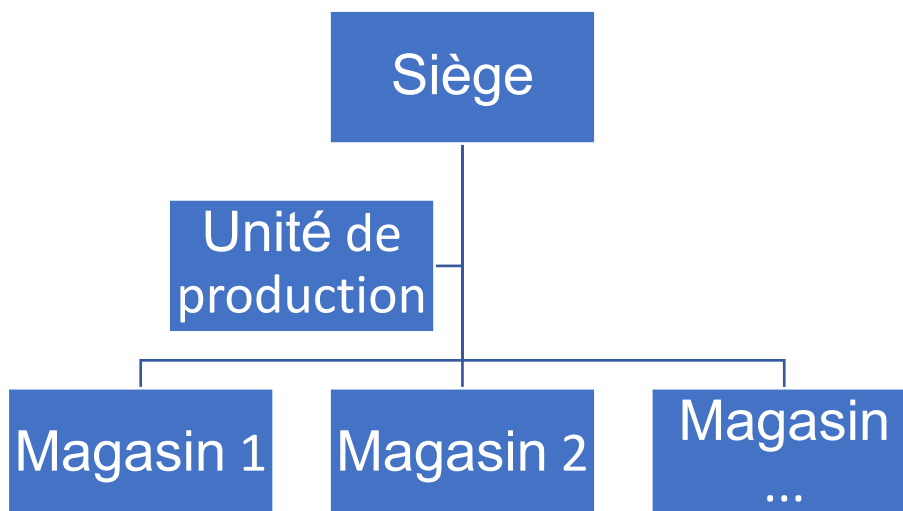 Siège
Unité de
production
Magasin 1
Magasin 2
Magasin
...